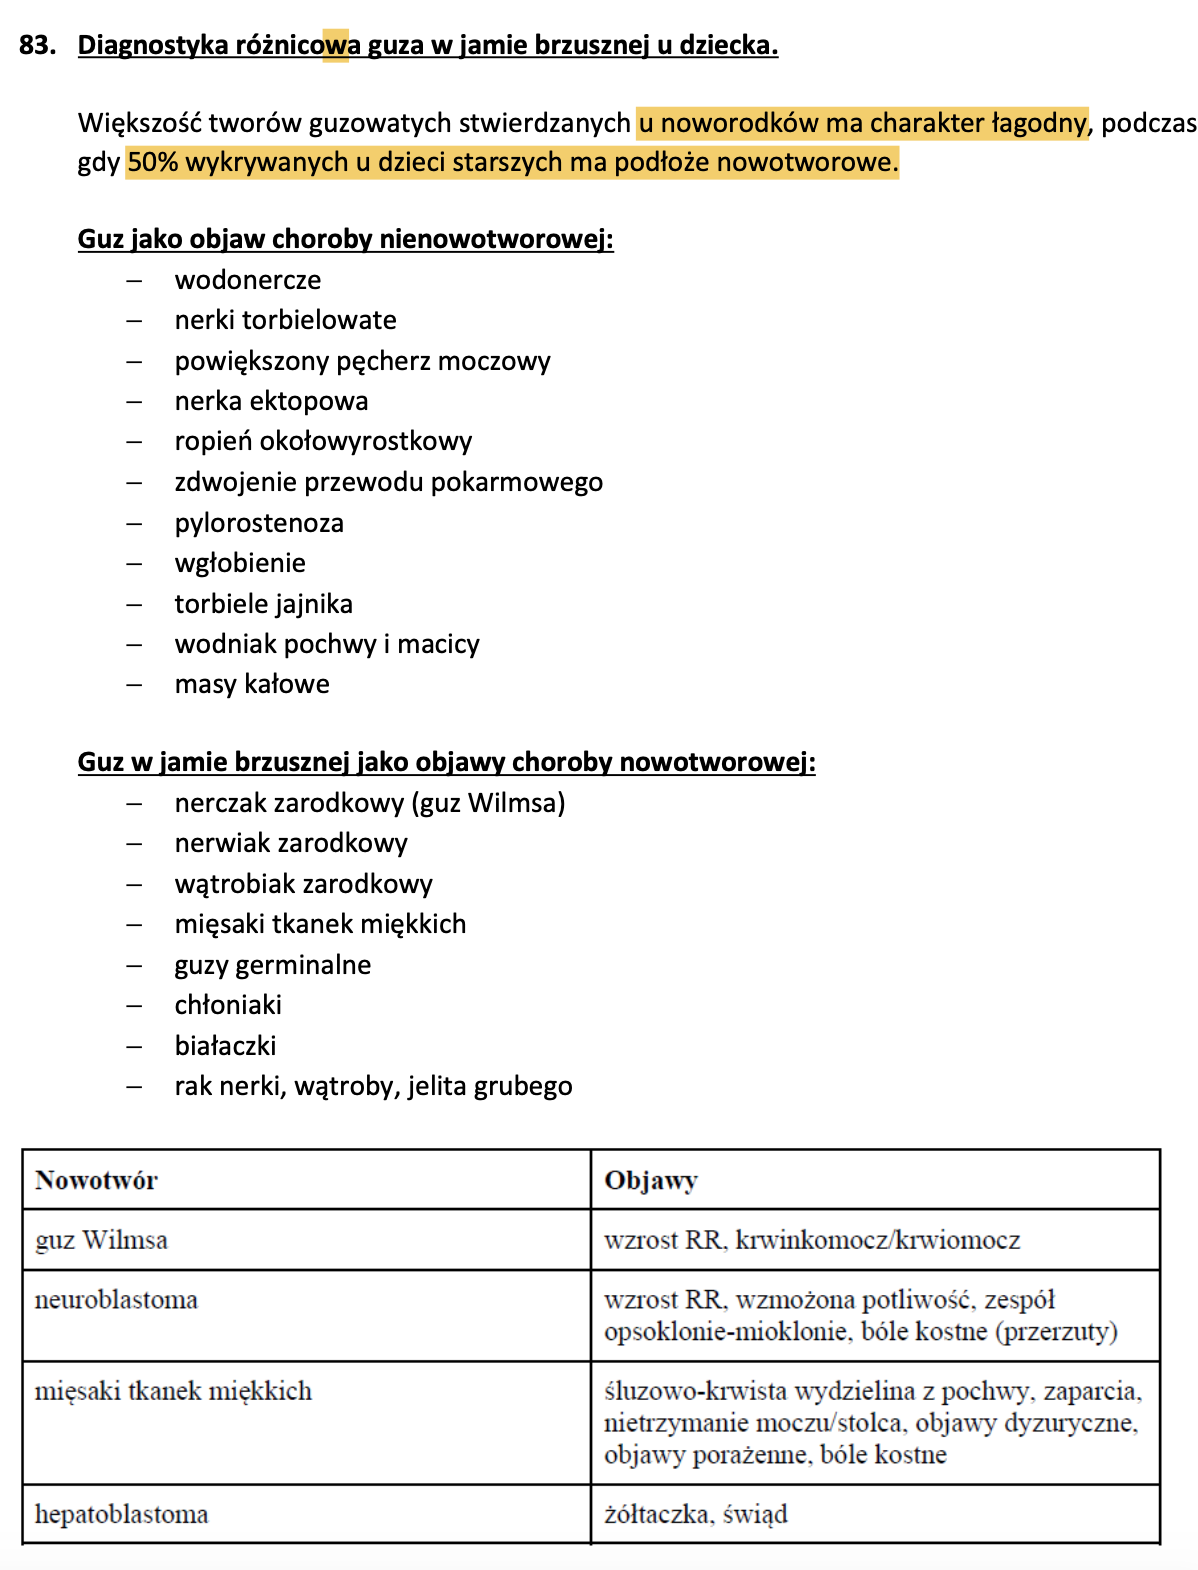 83. Diagnostyka różnicowa guza w jamie brzusznej u dziecka.
Większość tworów guzowatych stwierdzanych u noworodków ma charakter łagodny, podczas
gdy 50% wykrywanych u dzieci starszych ma podłoże nowotworowe.
Guz jako objaw choroby nienowotworowej:
– wodonercze
– nerki torbielowate
– powiększony pęcherz moczowy
– nerka ektopowa
– ropień okołowyrostkowy
– zdwojenie przewodu pokarmowego
– pylorostenoza
– wgłobienie
– torbiele jajnika
– wodniak pochwy i macicy
– masy kałowe
Guz w jamie brzusznej jako objawy choroby nowotworowej:
– nerczak zarodkowy (guz Wilmsa)
– nerwiak zarodkowy
– wątrobiak zarodkowy
– mięsaki tkanek miękkich
– guzy germinalne
– chłoniaki
– białaczki
– rak nerki, wątroby, jelita grubego
Nowotwór
Objawy
guz Wilmsa
wzrost RR, krwinkomocz/krwiomocz
neuroblastoma
wzrost RR, wzmożona potliwość, zespół
opsoklonie-mioklonie, bóle kostne (przerzuty)
mięsaki tkanek miękkich
śluzowo-krwista wydzielina z pochwy, zaparcia,
nietrzymanie moczu/stolca, objawy dyzuryczne,
objawy porażenne, bóle kostne
hepatoblastoma
żółtaczka, świąd